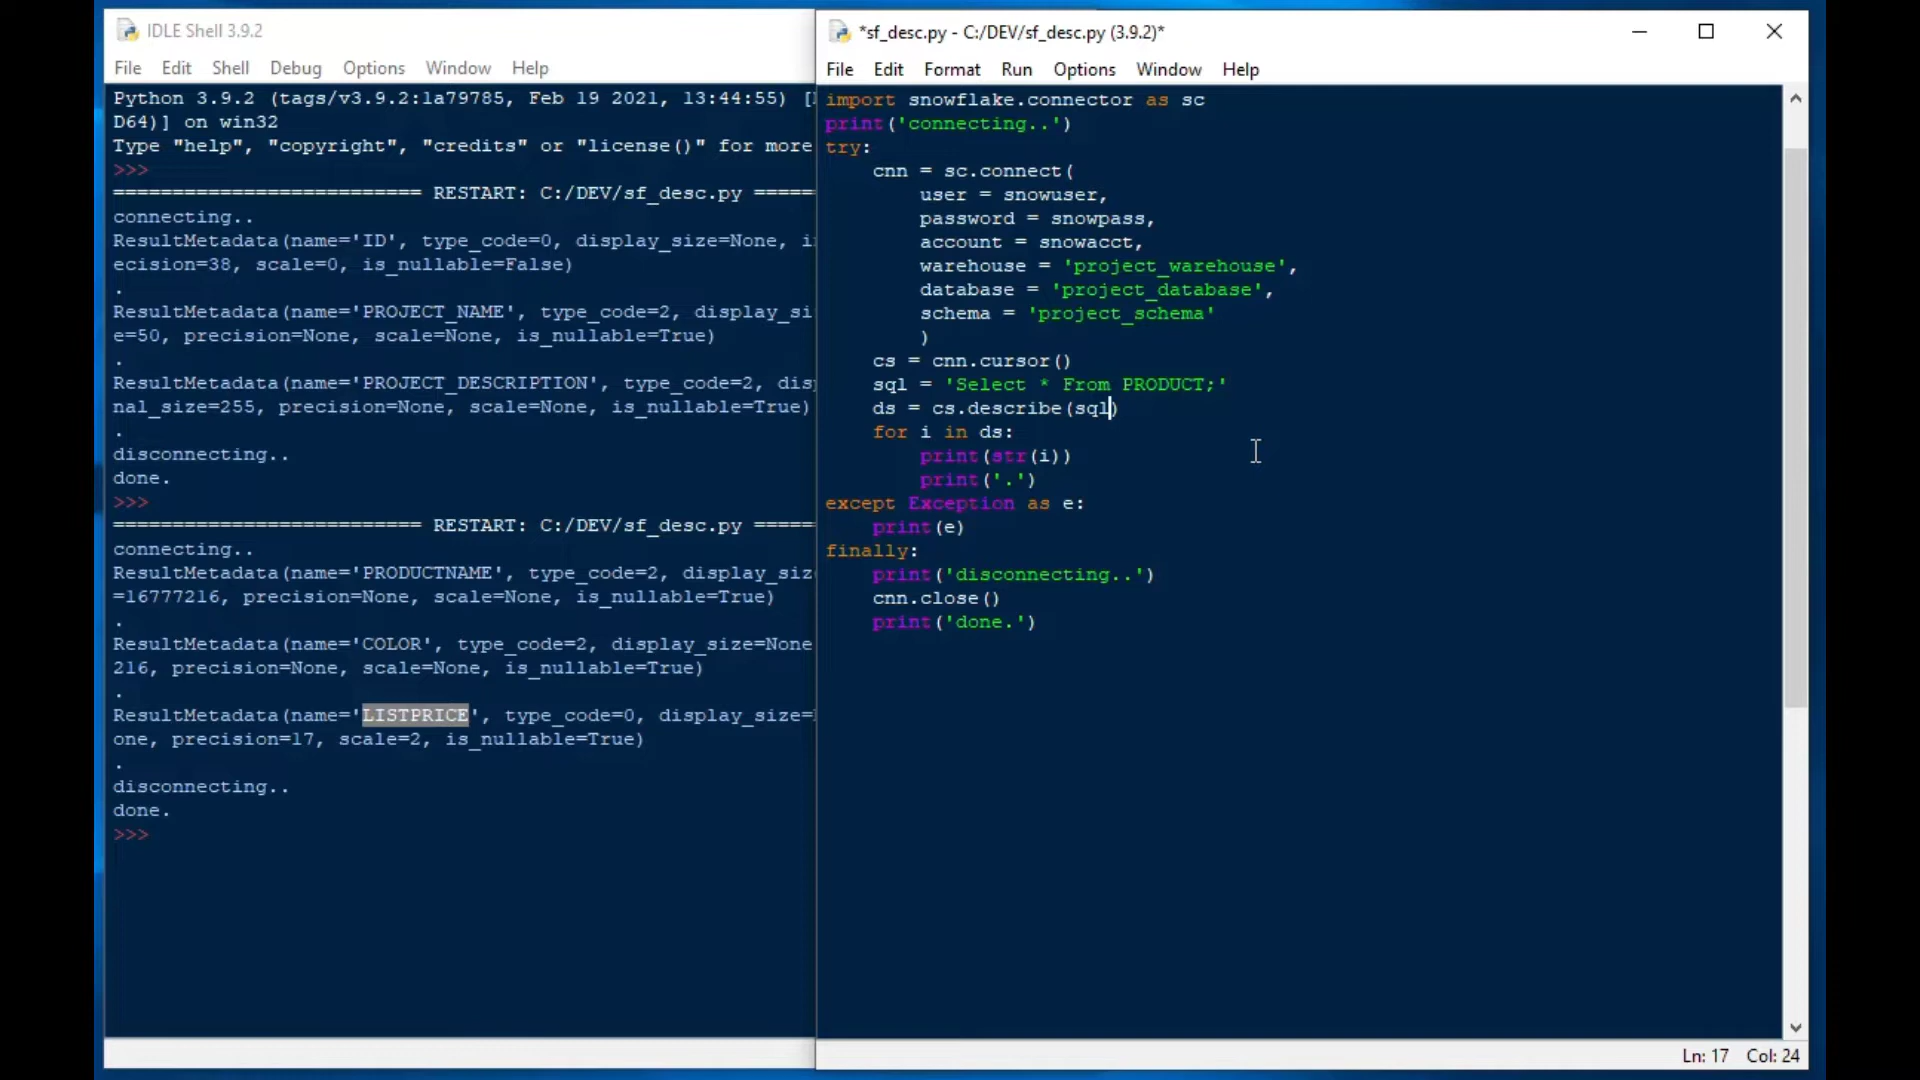 IDLE Shell 3.9.2
File Edit Shell Debug Options Window Help
Python 3.9.2 (tags/v3.9.2:1a79785, Feb 19 2021, 13:44:55) [
D64)] on win32
Type "help", "copyright", "credits" or "license()" for more
>>>
========================== RESTART: C:/DEV/sf_desc.py =====
connecting..
ResultMetadata(name='ID', type_code=0, display_size=None, i
ecision=38, scale=0, is_nullable=False)
.
ResultMetadata(name='PROJECT_NAME', type_code=2, display_si
e=50, precision=None, scale=None, is_nullable=True)
.
ResultMetadata(name='PROJECT_DESCRIPTION', type_code=2, dis
nal_size=255, precision=None, scale=None, is_nullable=True)
.
disconnecting..
done.
>>>
========================== RESTART: C:/DEV/sf_desc.py =====
connecting..
ResultMetadata(name='PRODUCTNAME', type_code=2, display_siz
=16777216, precision=None, scale=None, is_nullable=True)
.
ResultMetadata(name='COLOR', type_code=2, display_size=None
216, precision=None, scale=None, is_nullable=True)
.
ResultMetadata(name='LISTPRICE', type_code=0, display_size=
one, precision=17, scale=2, is_nullable=True)
.
disconnecting..
done.
>>>
*sf_desc.py - C:/DEV/sf_desc.py (3.9.2)*
File Edit Format Run Options Window Help
import snowflake.connector as sc
print('connecting..')
try:
    cnn = sc.connect(
        user = snowuser,
        password = snowpass,
        account = snowacct,
        warehouse = 'project_warehouse',
        database = 'project_database',
        schema = 'project_schema'
        )
    cs = cnn.cursor()
    sql = 'Select * From PRODUCT;'
    ds = cs.describe(sql)
    for i in ds:
        print(str(i))
        print('.')
except Exception as e:
    print(e)
finally:
    print('disconnecting..')
    cnn.close()
    print('done.')
Ln: 17 Col: 24